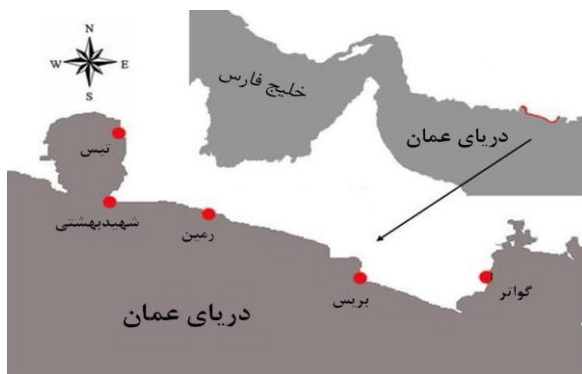 N
W E
S
خلیج فارس
دریای عمان
تیس
شهیدبهشتی
رمین
بریس
گواتر
دریای عمان